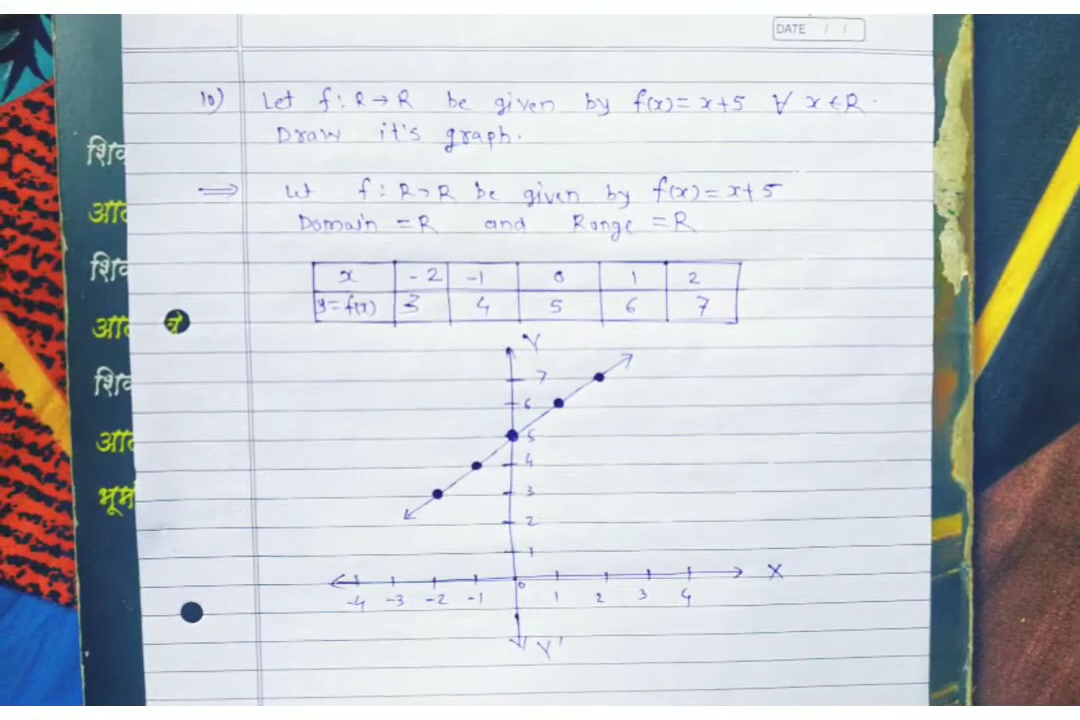 DATE / /
10) Let f: R→R be given by f(x)= x+5 ∀ x∈R.
Draw it's graph.
⟹ Let f: R→R be given by f(x)= x+5
Domain = R and Range = R
x -2 -1 0 1 2
y=f(x) 3 4 5 6 7
Y
7
6
5
4
3
2
1
X
-4 -3 -2 -1 0 1 2 3 4
Y'